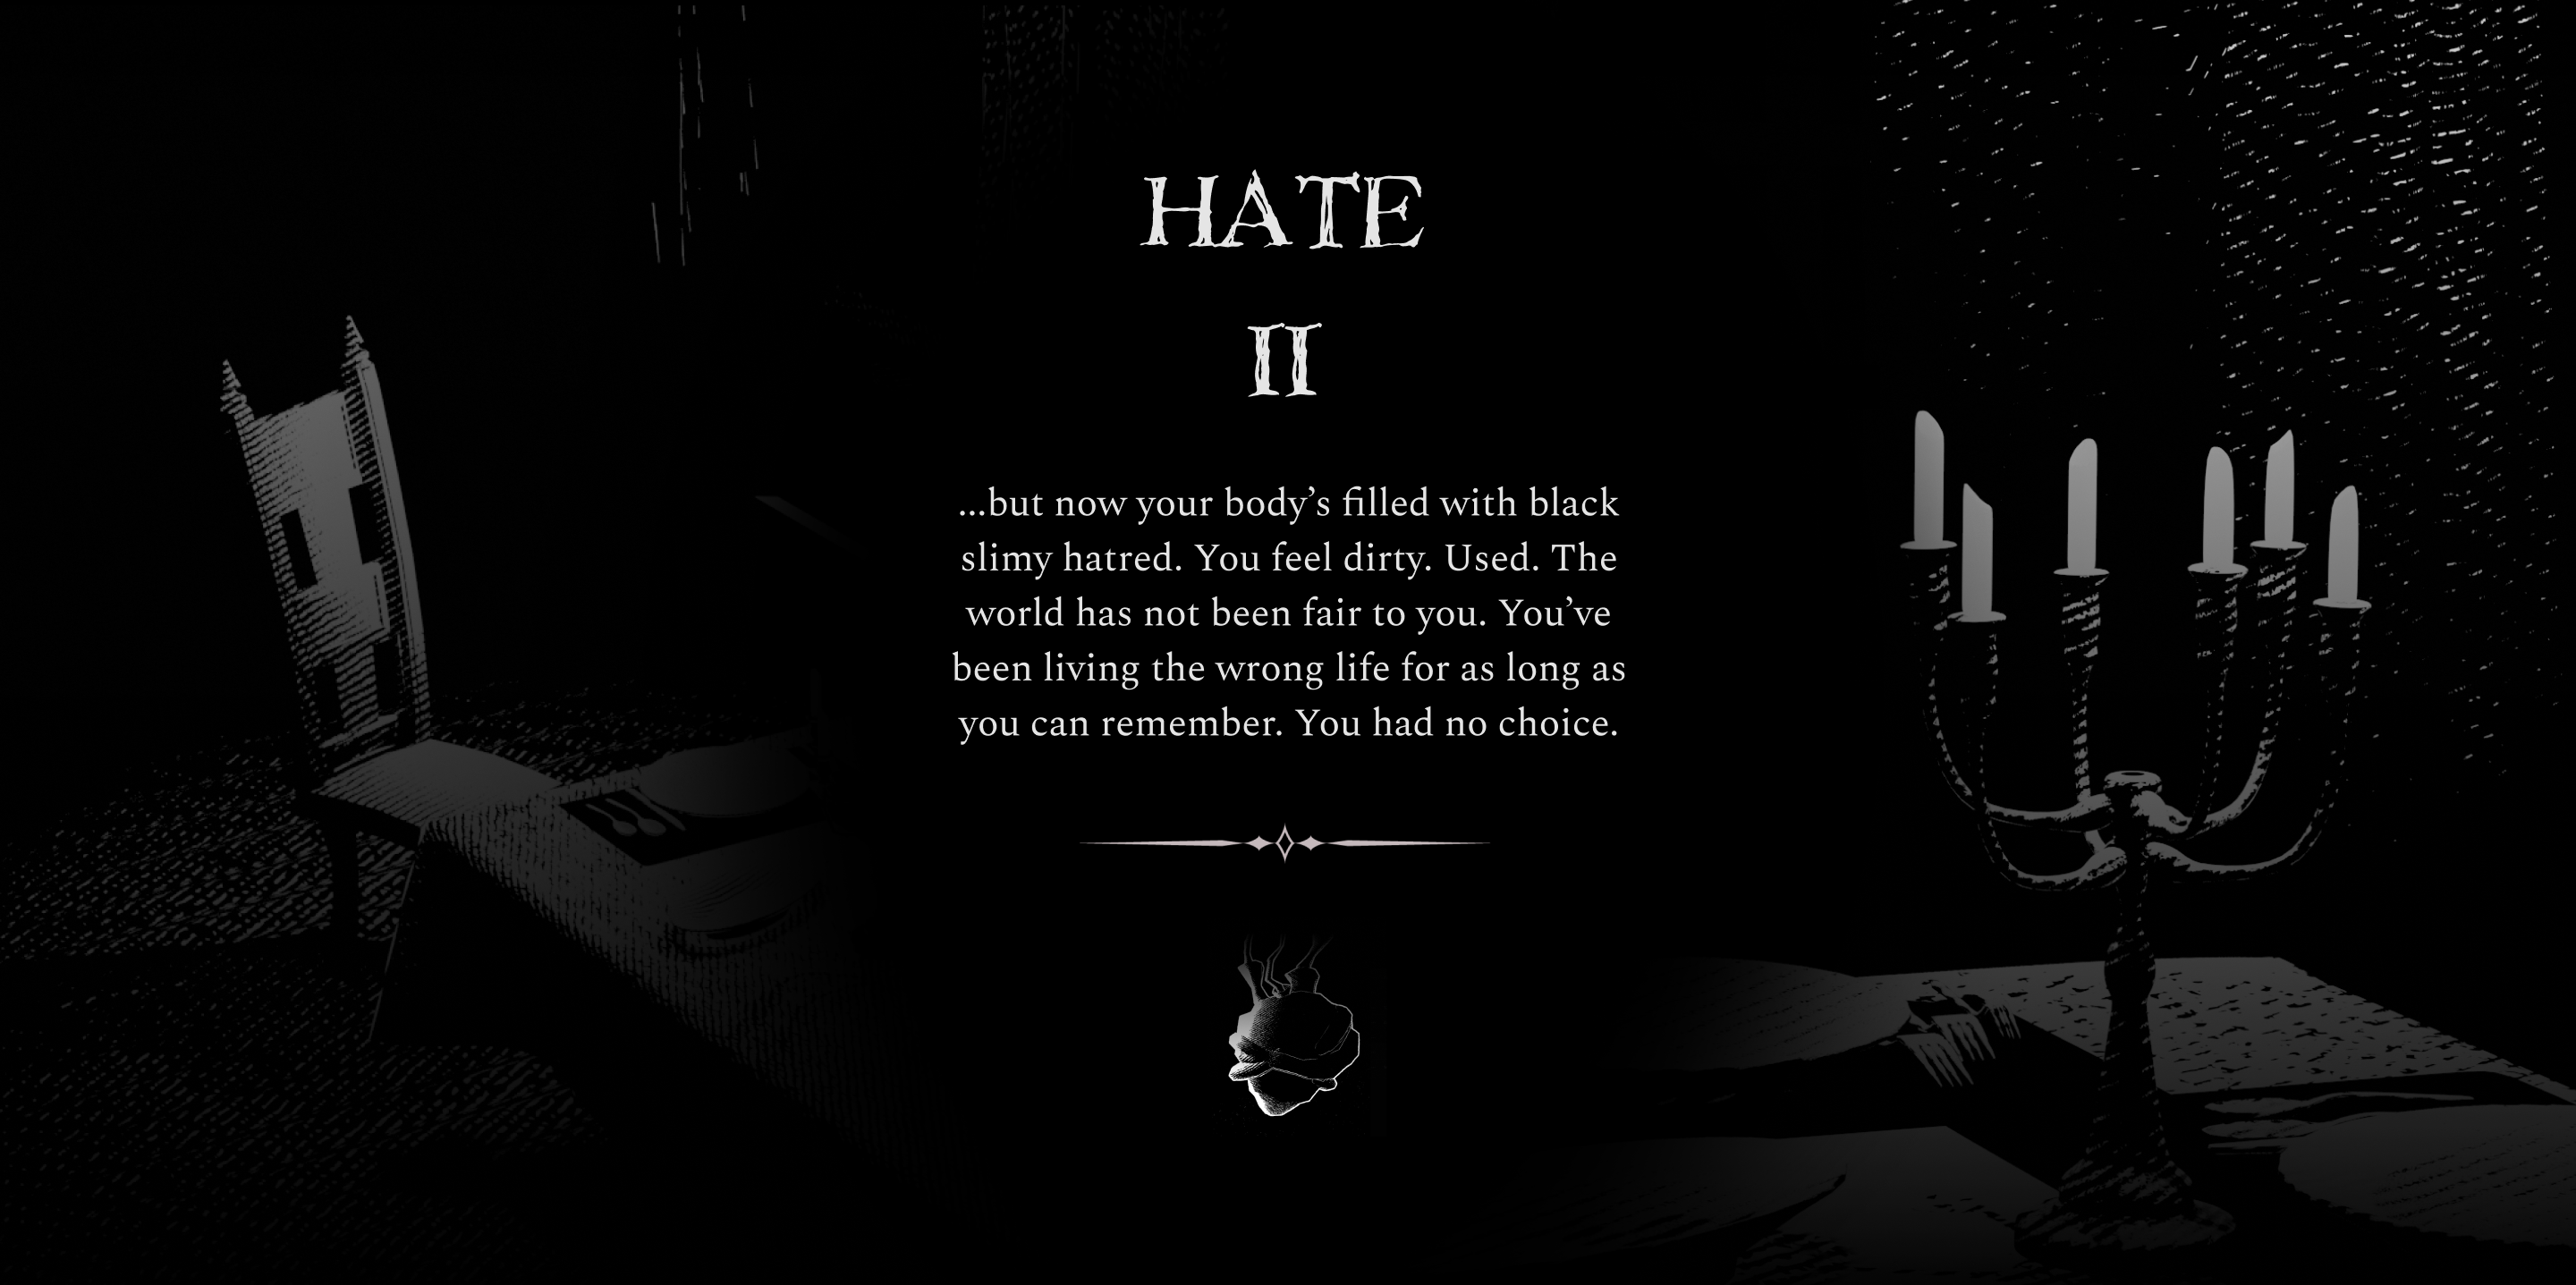 HATE
II
...but now your body’s filled with black
slimy hatred. You feel dirty. Used. The
world has not been fair to you. You’ve
been living the wrong life for as long as
you can remember. You had no choice.